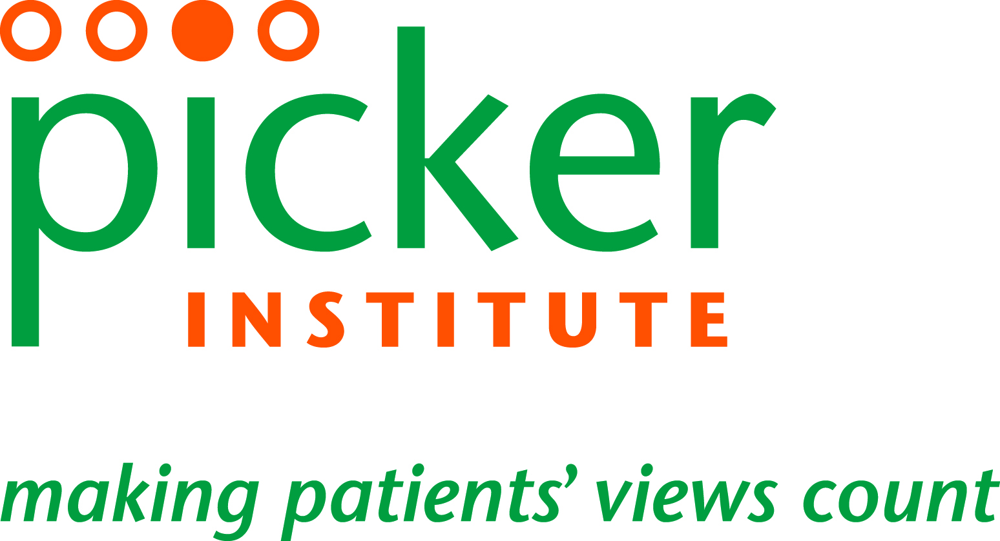 picker
INSTITUTE
making patients’ views count